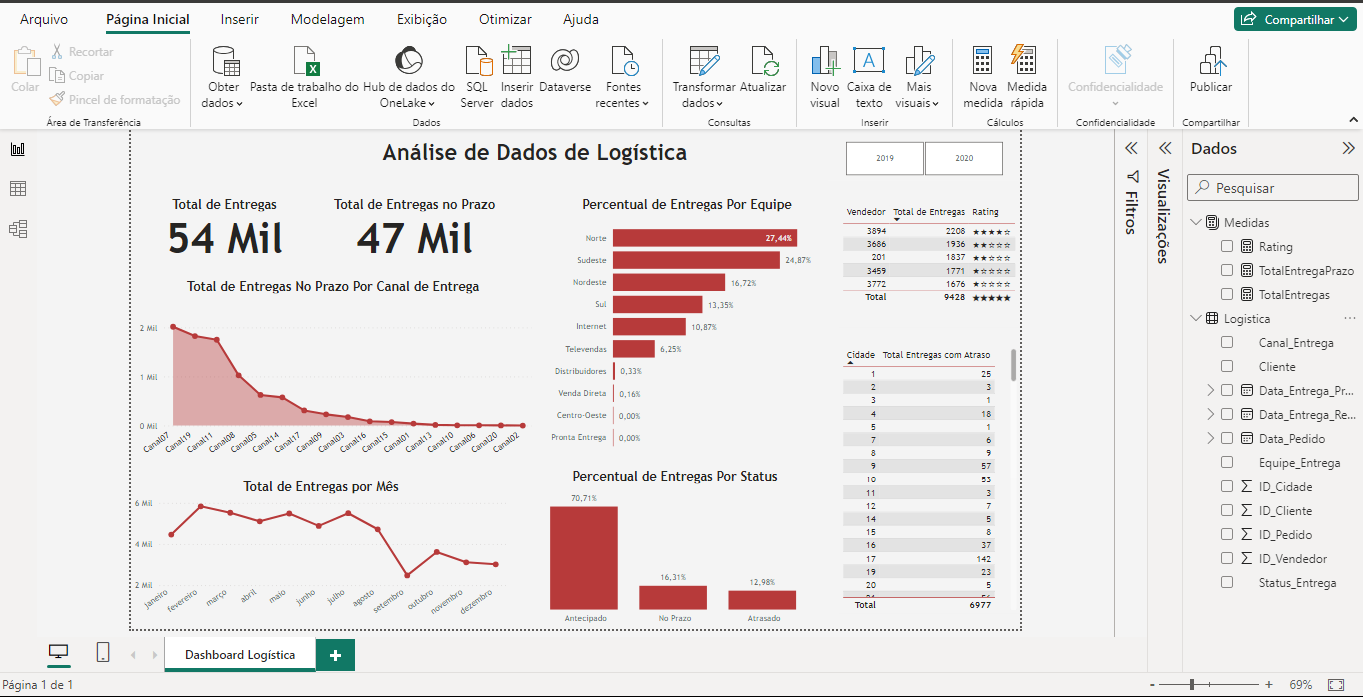 Arquivo
Página Inicial
Inserir
Modelagem
Exibição
Otimizar
Ajuda
Compartilhar
Colar
Recortar
Copiar
Pincel de formatação
Área de Transferência
Obter dados
Pasta de trabalho do Excel
Hub de dados do OneLake
SQL Server
Inserir dados
Dataverse
Fontes recentes
Dados
Transformar dados
Atualizar
Consultas
Novo visual
Caixa de texto
Mais visuais
Inserir
Nova medida
Medida rápida
Cálculos
Confidencialidade
Confidencialidade
Publicar
Compartilhar
Análise de Dados de Logística
2019
2020
Total de Entregas
54 Mil
Total de Entregas no Prazo
47 Mil
Total de Entregas No Prazo Por Canal de Entrega
2 Mil
1 Mil
0 Mil
Canal07
Canal19
Canal11
Canal08
Canal05
Canal14
Canal17
Canal09
Canal03
Canal16
Canal15
Canal01
Canal13
Canal10
Canal06
Canal20
Canal02
Total de Entregas por Mês
6 Mil
4 Mil
2 Mil
janeiro
fevereiro
março
abril
maio
junho
julho
agosto
setembro
outubro
novembro
dezembro
Percentual de Entregas Por Equipe
Norte 27,44%
Sudeste 24,87%
Nordeste 16,72%
Sul 13,35%
Internet 10,87%
Televendas 6,25%
Distribuidores 0,33%
Venda Direta 0,16%
Centro-Oeste 0,00%
Pronta Entrega 0,00%
Percentual de Entregas Por Status
70,71%
16,31%
12,98%
Antecipado
No Prazo
Atrasado
Vendedor Total de Entregas Rating
3894 2208 ★★★★☆
3686 1936 ★★☆☆☆
201 1837 ★★☆☆☆
3459 1771 ★☆☆☆☆
3772 1676 ★☆☆☆☆
Total 9428 ★★★★★
Cidade Total Entregas com Atraso
1 25
2 3
3 1
4 18
5 1
7 6
8 9
9 57
10 53
11 3
12 7
14 5
15 8
16 37
17 142
19 23
20 5
Total 6977
Filtros
Visualizações
Dados
Pesquisar
Medidas
Rating
TotalEntregaPrazo
TotalEntregas
Logistica
Canal_Entrega
Cliente
Data_Entrega_Pr...
Data_Entrega_Re...
Data_Pedido
Equipe_Entrega
ID_Cidade
ID_Cliente
ID_Pedido
ID_Vendedor
Status_Entrega
Dashboard Logística
Página 1 de 1
69%